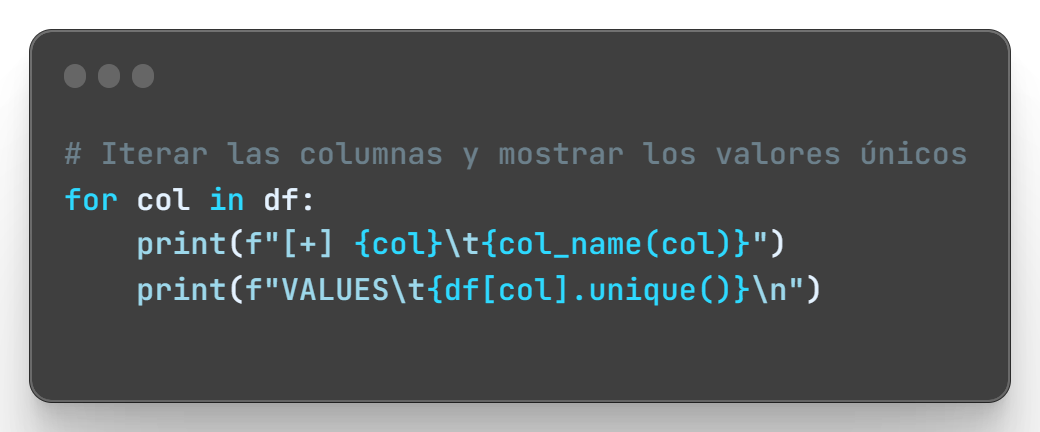 # Iterar las columnas y mostrar los valores únicos
for col in df:
    print(f"[+] {col}\t{col_name(col)}")
    print(f"VALUES\t{df[col].unique()}\n")